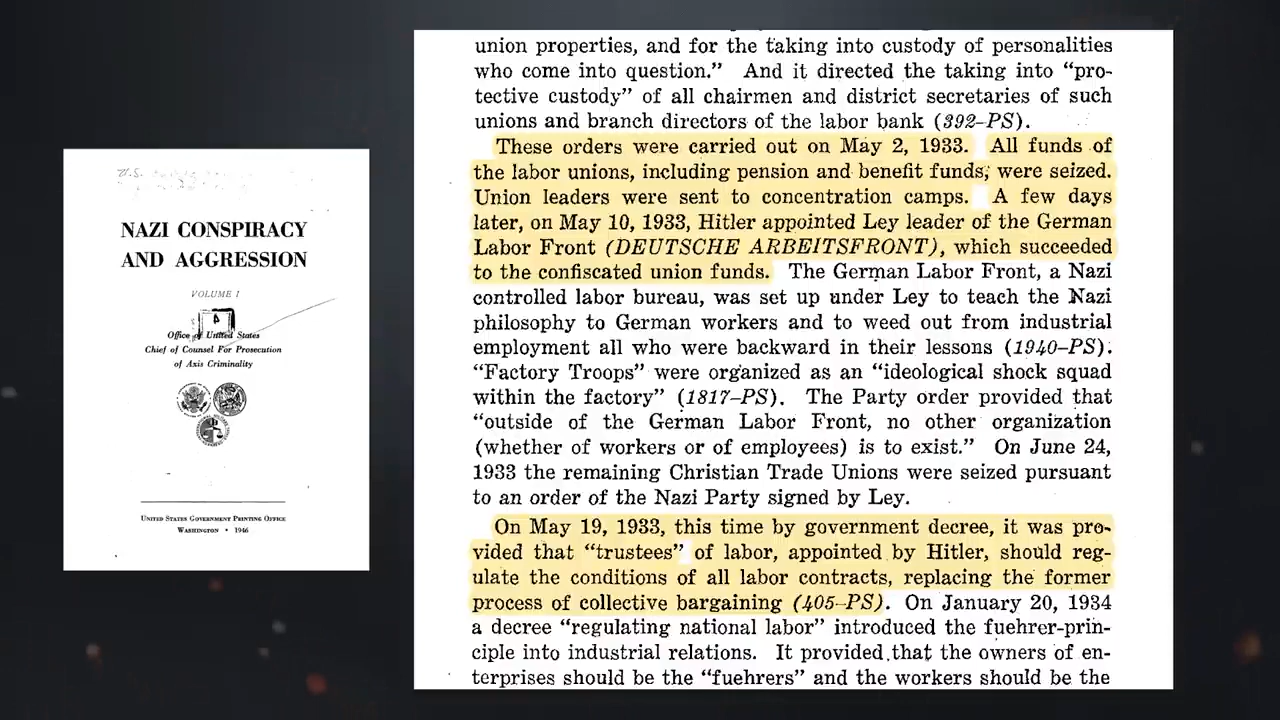 NAZI CONSPIRACY
AND AGGRESSION
VOLUME I
Office of United States
Chief of Counsel For Prosecution
of Axis Criminality
UNITED STATES GOVERNMENT PRINTING OFFICE
WASHINGTON • 1946
union properties, and for the taking into custody of personalities
who come into question.” And it directed the taking into “pro-
tective custody” of all chairmen and district secretaries of such
unions and branch directors of the labor bank (392–PS).
These orders were carried out on May 2, 1933. All funds of
the labor unions, including pension and benefit funds, were seized.
Union leaders were sent to concentration camps. A few days
later, on May 10, 1933, Hitler appointed Ley leader of the German
Labor Front (DEUTSCHE ARBEITSFRONT), which succeeded
to the confiscated union funds. The German Labor Front, a Nazi
controlled labor bureau, was set up under Ley to teach the Nazi
philosophy to German workers and to weed out from industrial
employment all who were backward in their lessons (1940–PS).
“Factory Troops” were organized as an “ideological shock squad
within the factory” (1817–PS). The Party order provided that
“outside of the German Labor Front, no other organization
(whether of workers or of employees) is to exist.” On June 24,
1933 the remaining Christian Trade Unions were seized pursuant
to an order of the Nazi Party signed by Ley.
On May 19, 1933, this time by government decree, it was pro-
vided that “trustees” of labor, appointed by Hitler, should reg-
ulate the conditions of all labor contracts, replacing the former
process of collective bargaining (405–PS). On January 20, 1934
a decree “regulating national labor” introduced the fuehrer-prin-
ciple into industrial relations. It provided that the owners of en-
terprises should be the “fuehrers” and the workers should be the